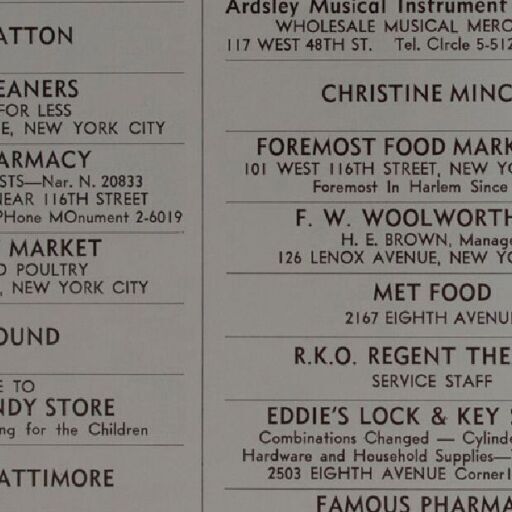 ATTON
EANERS
FOR LESS
E, NEW YORK CITY
ARMACY
STS—Nar. N. 20833
NEAR 116TH STREET
PHone MOnument 2-6019
MARKET
D POULTRY
, NEW YORK CITY
OUND
E TO
NDY STORE
ng for the Children
ATTIMORE
Ardsley Musical Instrument
WHOLESALE MUSICAL MERC
117 WEST 48TH ST. Tel. CIrcle 5-512
CHRISTINE MINC
FOREMOST FOOD MARK
101 WEST 116TH STREET, NEW YO
Foremost In Harlem Since
F. W. WOOLWORTH
H. E. BROWN, Manage
126 LENOX AVENUE, NEW YO
MET FOOD
2167 EIGHTH AVENU
R.K.O. REGENT THE
SERVICE STAFF
EDDIE'S LOCK & KEY S
Combinations Changed — Cylinde
Hardware and Household Supplies—
2503 EIGHTH AVENUE Corner 1
FAMOUS PHARMA